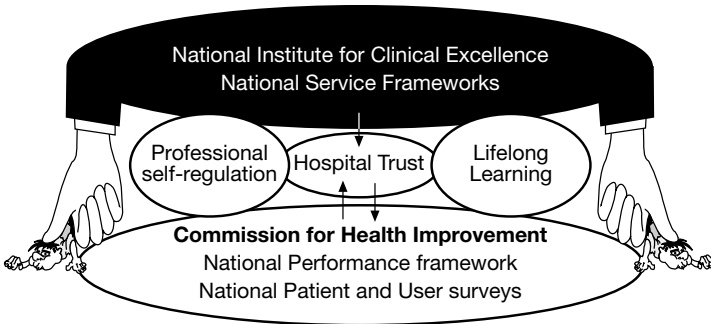 National Institute for Clinical Excellence
National Service Frameworks
Professional
self-regulation
Hospital Trust
Lifelong
Learning
Commission for Health Improvement
National Performance framework
National Patient and User surveys